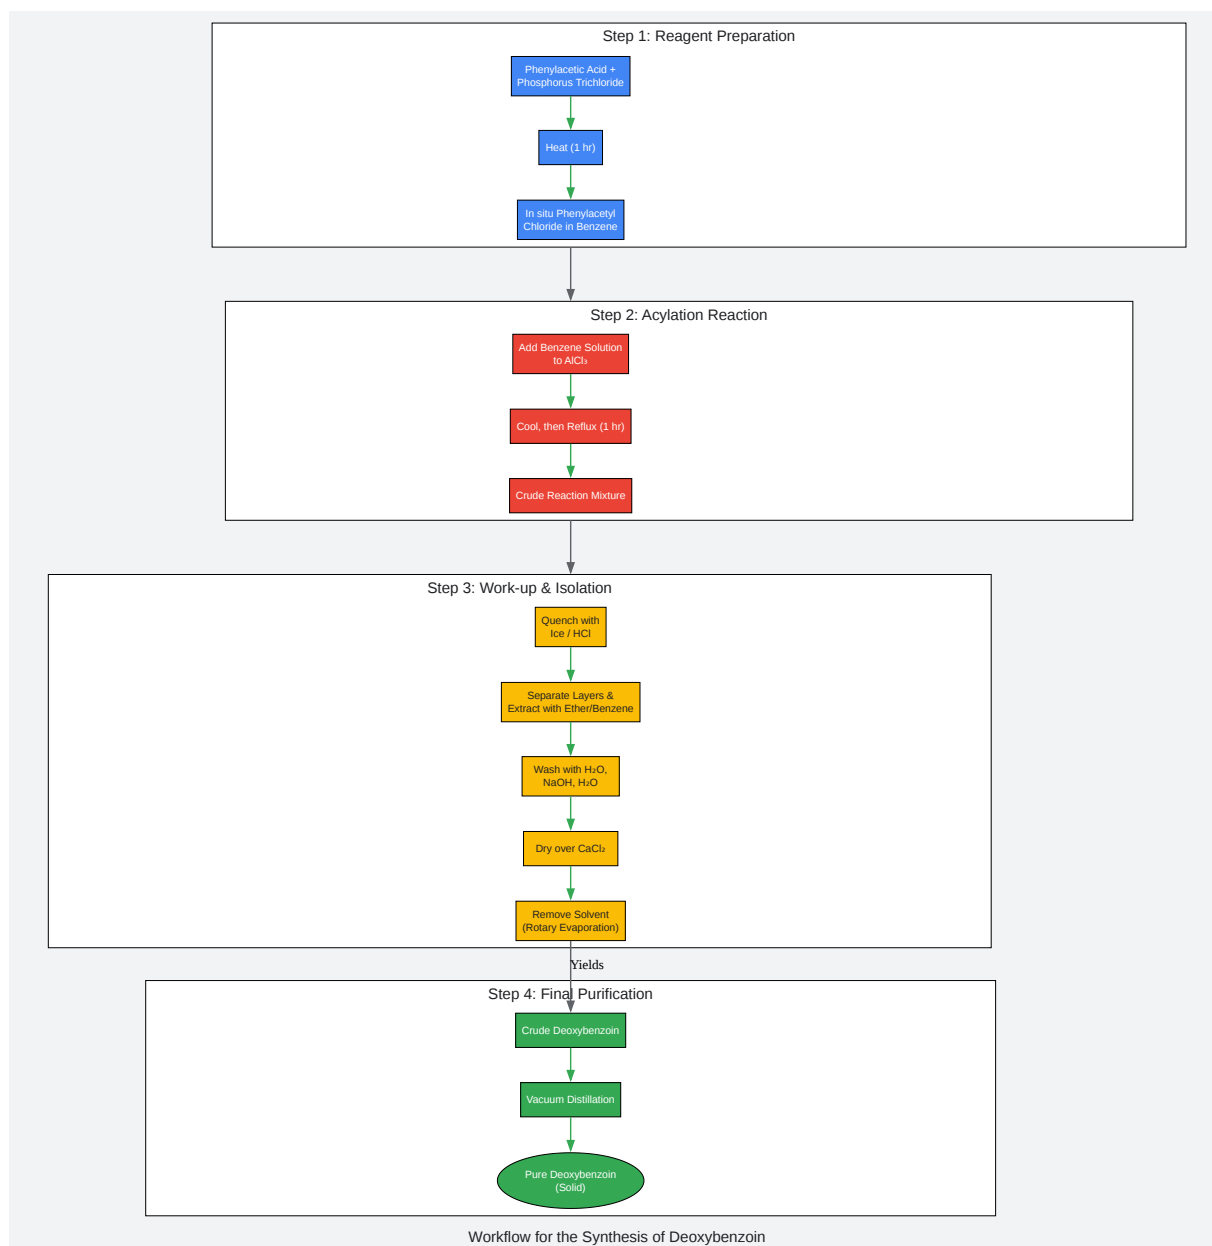 Step 1: Reagent Preparation
Phenylacetic Acid +
Phosphorus Trichloride
Heat (1 hr)
In situ Phenylacetyl
Chloride in Benzene
Step 2: Acylation Reaction
Add Benzene Solution
to AlCl₃
Cool, then Reflux (1 hr)
Crude Reaction Mixture
Step 3: Work-up & Isolation
Quench with
Ice / HCl
Separate Layers &
Extract with Ether/Benzene
Wash with H₂O,
NaOH, H₂O
Dry over CaCl₂
Remove Solvent
(Rotary Evaporation)
Yields
Step 4: Final Purification
Crude Deoxybenzoin
Vacuum Distillation
Pure Deoxybenzoin
(Solid)
Workflow for the Synthesis of Deoxybenzoin